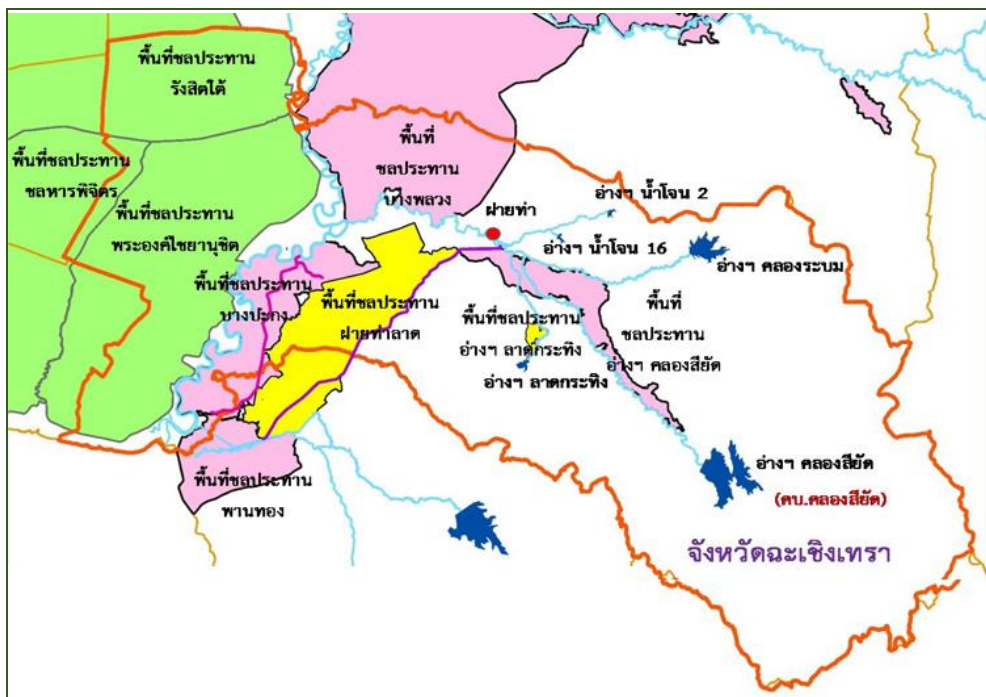 พื้นที่ชลประทาน
รังสิตใต้
พื้นที่ชลประทาน
ชลหารพิจิตร
พื้นที่ชลประทาน
พระองค์ไชยานุชิต
พื้นที่
ชลประทาน
บางพลวง
ฝายท่า
อ่างฯ น้ำโจน 2
อ่างฯ น้ำโจน 16
อ่างฯ คลองระบม
พื้นที่ชลประทาน
บางปะกง
พื้นที่ชลประทาน
ฝายท่าลาด
พื้นที่ชลประทาน
อ่างฯ ลาดกระทิง
อ่างฯ ลาดกระทิง
พื้นที่
ชลประทาน
อ่างฯ คลองสียัด
อ่างฯ คลองสียัด
(คบ.คลองสียัด)
พื้นที่ชลประทาน
พานทอง
จังหวัดฉะเชิงเทรา